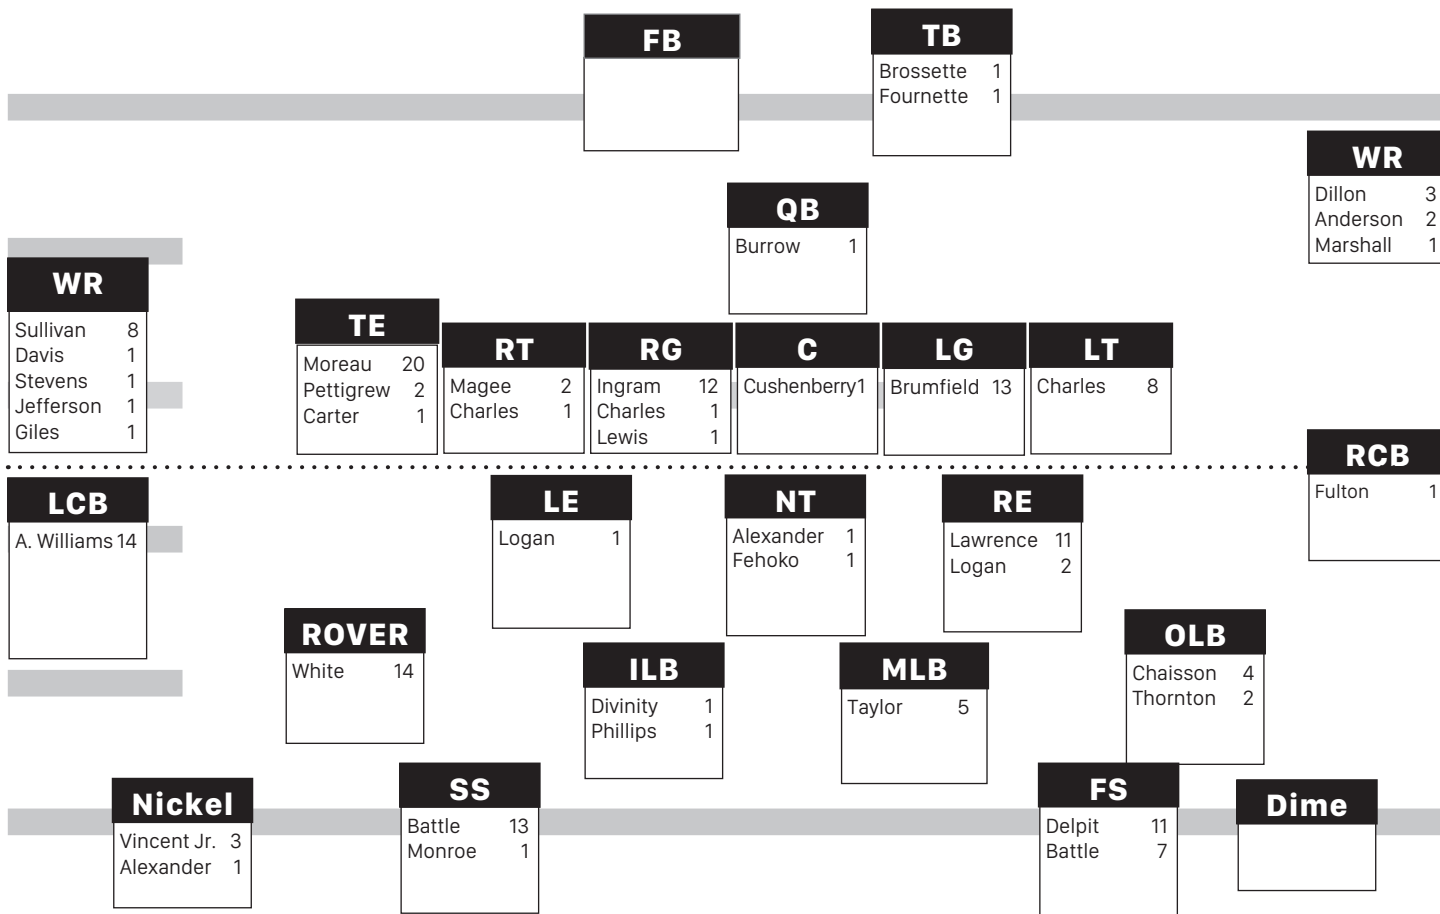 FB
TB
Brossette 1
Fournette 1
WR
Dillon 3
Anderson 2
Marshall 1
QB
Burrow 1
WR
Sullivan 8
Davis 1
Stevens 1
Jefferson 1
Giles 1
TE
Moreau 20
Pettigrew 2
Carter 1
RT
Magee 2
Charles 1
RG
Ingram 12
Charles 1
Lewis 1
C
Cushenberry1
LG
Brumfield 13
LT
Charles 8
RCB
Fulton 1
LCB
A. Williams 14
LE
Logan 1
NT
Alexander 1
Fehoko 1
RE
Lawrence 11
Logan 2
ROVER
White 14
ILB
Divinity 1
Phillips 1
MLB
Taylor 5
OLB
Chaisson 4
Thornton 2
Nickel
Vincent Jr. 3
Alexander 1
SS
Battle 13
Monroe 1
FS
Delpit 11
Battle 7
Dime